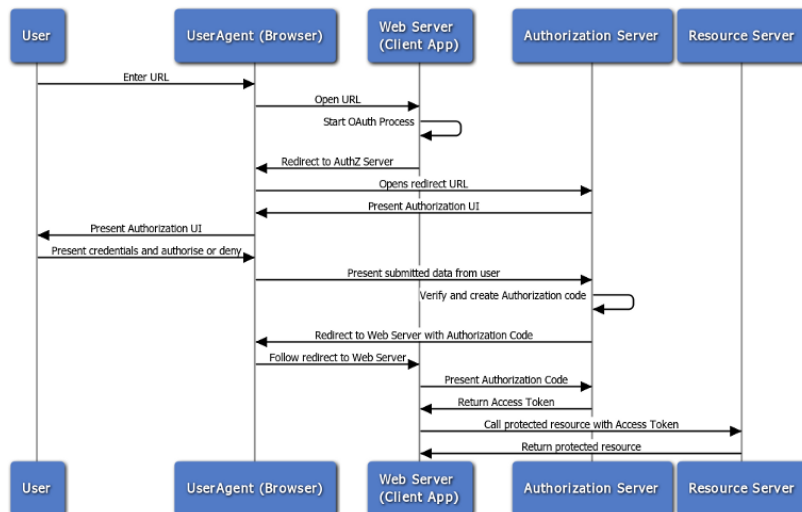 User
UserAgent (Browser)
Web Server
(Client App)
Authorization Server
Resource Server
Enter URL
Open URL
Start OAuth Process
Redirect to AuthZ Server
Opens redirect URL
Present Authorization UI
Present Authorization UI
Present credentials and authorise or deny
Present submitted data from user
Verify and create Authorization code
Redirect to Web Server with Authorization Code
Follow redirect to Web Server
Present Authorization Code
Return Access Token
Call protected resource with Access Token
Return protected resource
User
UserAgent (Browser)
Web Server
(Client App)
Authorization Server
Resource Server